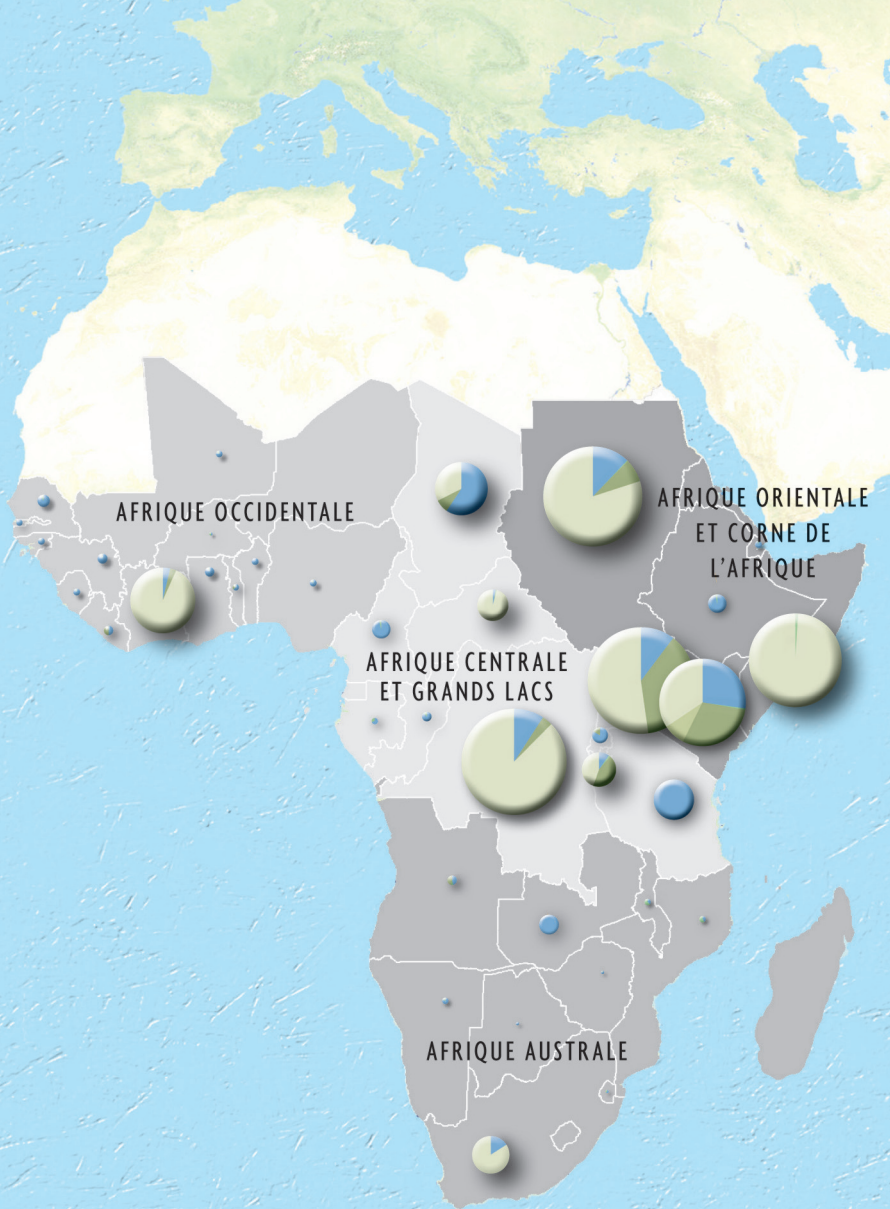 AFRIQUE OCCIDENTALE
AFRIQUE ORIENTALE
ET CORNE DE
L'AFRIQUE
AFRIQUE CENTRALE
ET GRANDS LACS
AFRIQUE AUSTRALE